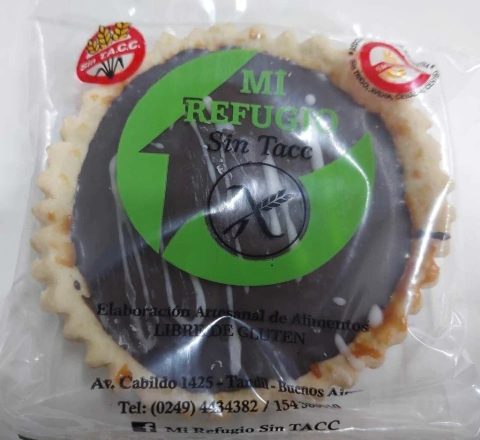 Sin T.A.C.C.
MI
REFUGIO
Sin Tacc
Elaboración Artesanal de Alimentos
LIBRE DE GLUTEN
Av. Cabildo 1425 - Tandil - Buenos
Tel: (0249) 4434382 / 154
Mi Refugio Sin TACC